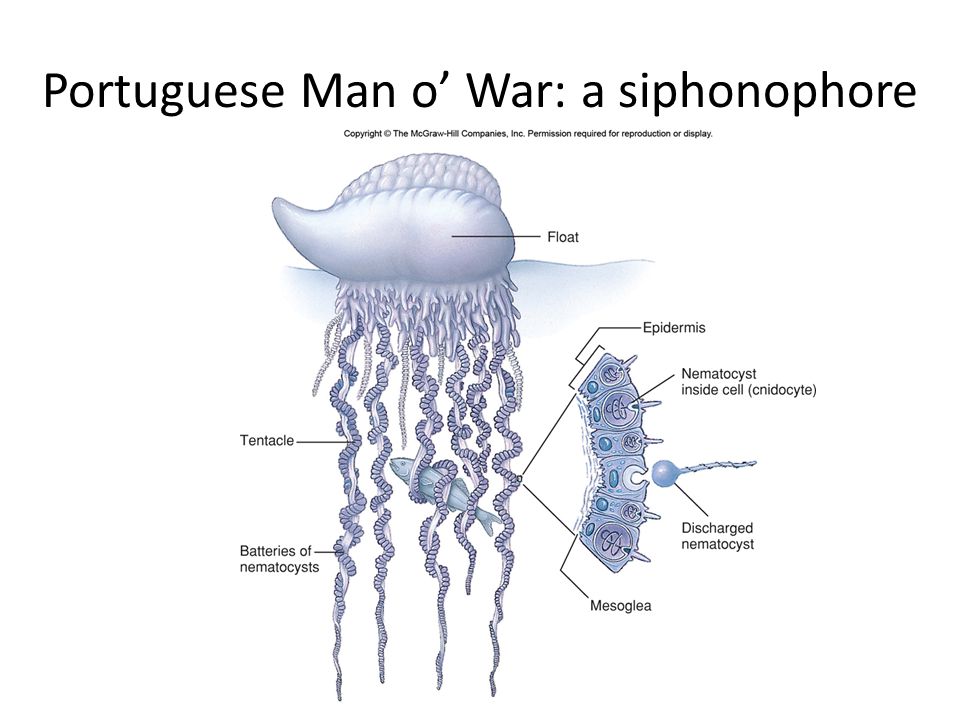 Portuguese Man o’ War: a siphonophore
Copyright © The McGraw-Hill Companies, Inc. Permission required for reproduction or display.
Float
Epidermis
Nematocyst
inside cell (cnidocyte)
Tentacle
Discharged
nematocyst
Batteries of
nematocysts
Mesoglea